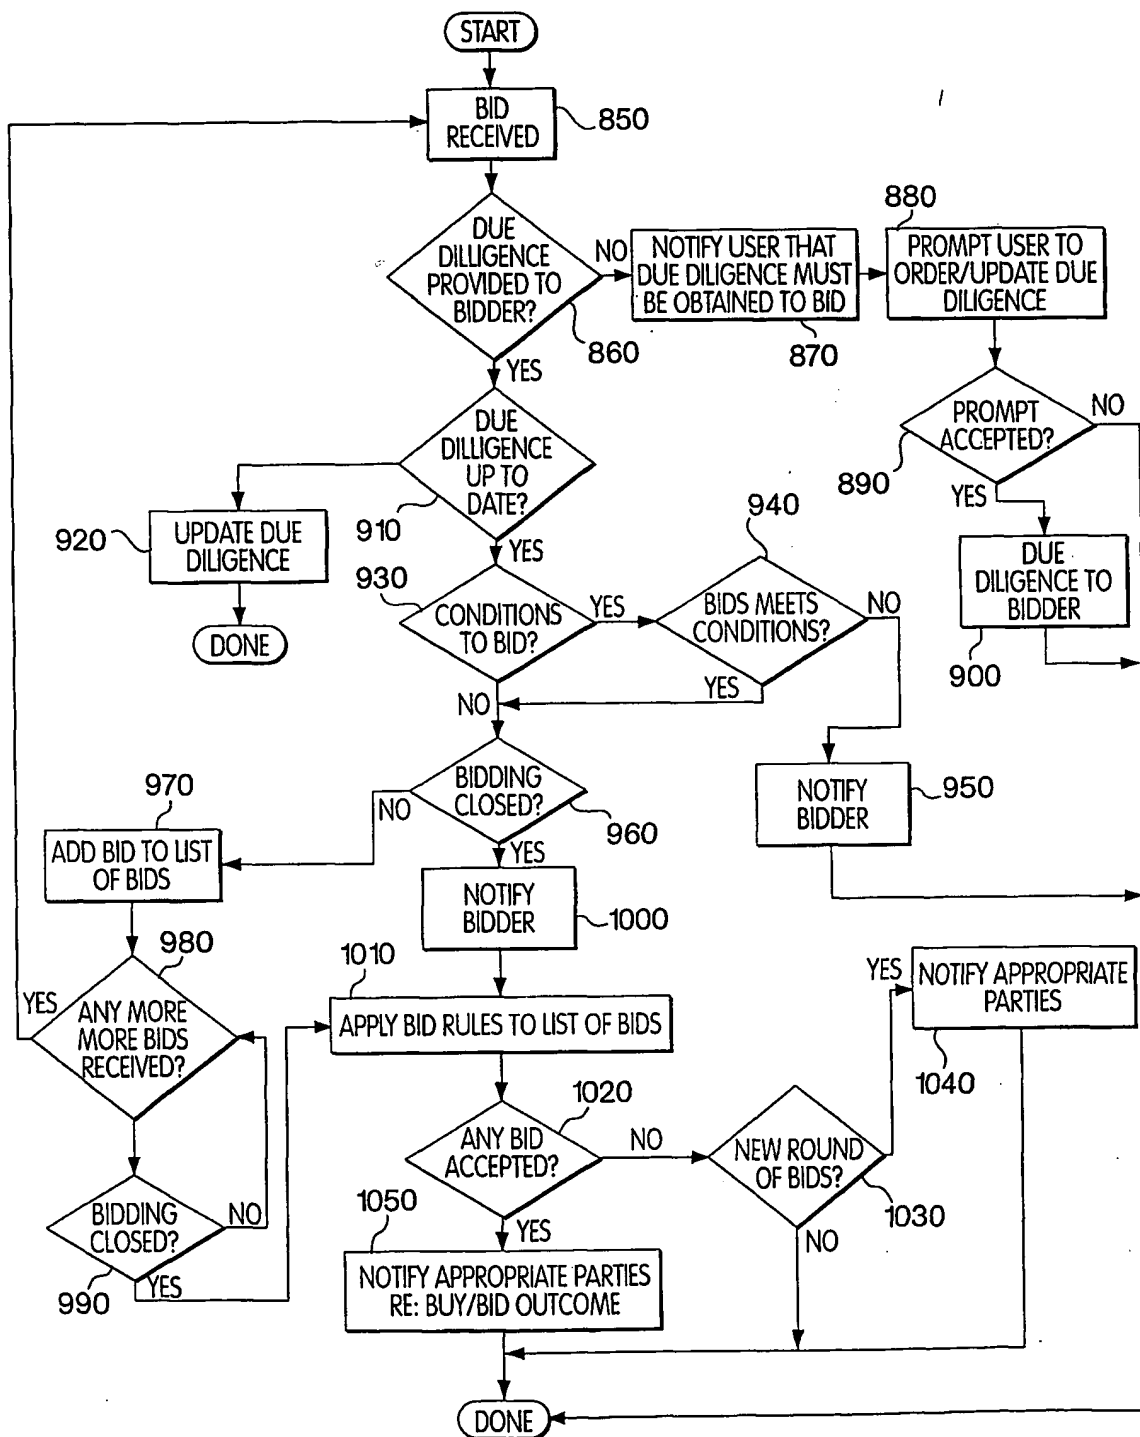 START
BID
RECEIVED
850
DUE
DILLIGENCE
PROVIDED TO
BIDDER?
860
NO
NOTIFY USER THAT
DUE DILIGENCE MUST
BE OBTAINED TO BID
870
880
PROMPT USER TO
ORDER/UPDATE DUE
DILIGENCE
YES
PROMPT
ACCEPTED?
NO
890
YES
DUE
DILIGENCE TO
BIDDER
900
DUE
DILLIGENCE
UP TO
DATE?
910
920
UPDATE DUE
DILIGENCE
DONE
YES
930
CONDITIONS
TO BID?
YES
940
BIDS MEETS
CONDITIONS?
NO
YES
NO
NOTIFY
BIDDER
950
BIDDING
CLOSED?
960
NO
YES
970
ADD BID TO LIST
OF BIDS
NOTIFY
BIDDER
1000
980
YES
ANY MORE
MORE BIDS
RECEIVED?
1010
APPLY BID RULES TO LIST OF BIDS
YES
NOTIFY APPROPRIATE
PARTIES
1040
BIDDING
CLOSED?
NO
990
YES
1020
ANY BID
ACCEPTED?
NO
NEW ROUND
OF BIDS?
1030
NO
YES
1050
NOTIFY APPROPRIATE PARTIES
RE: BUY/BID OUTCOME
DONE